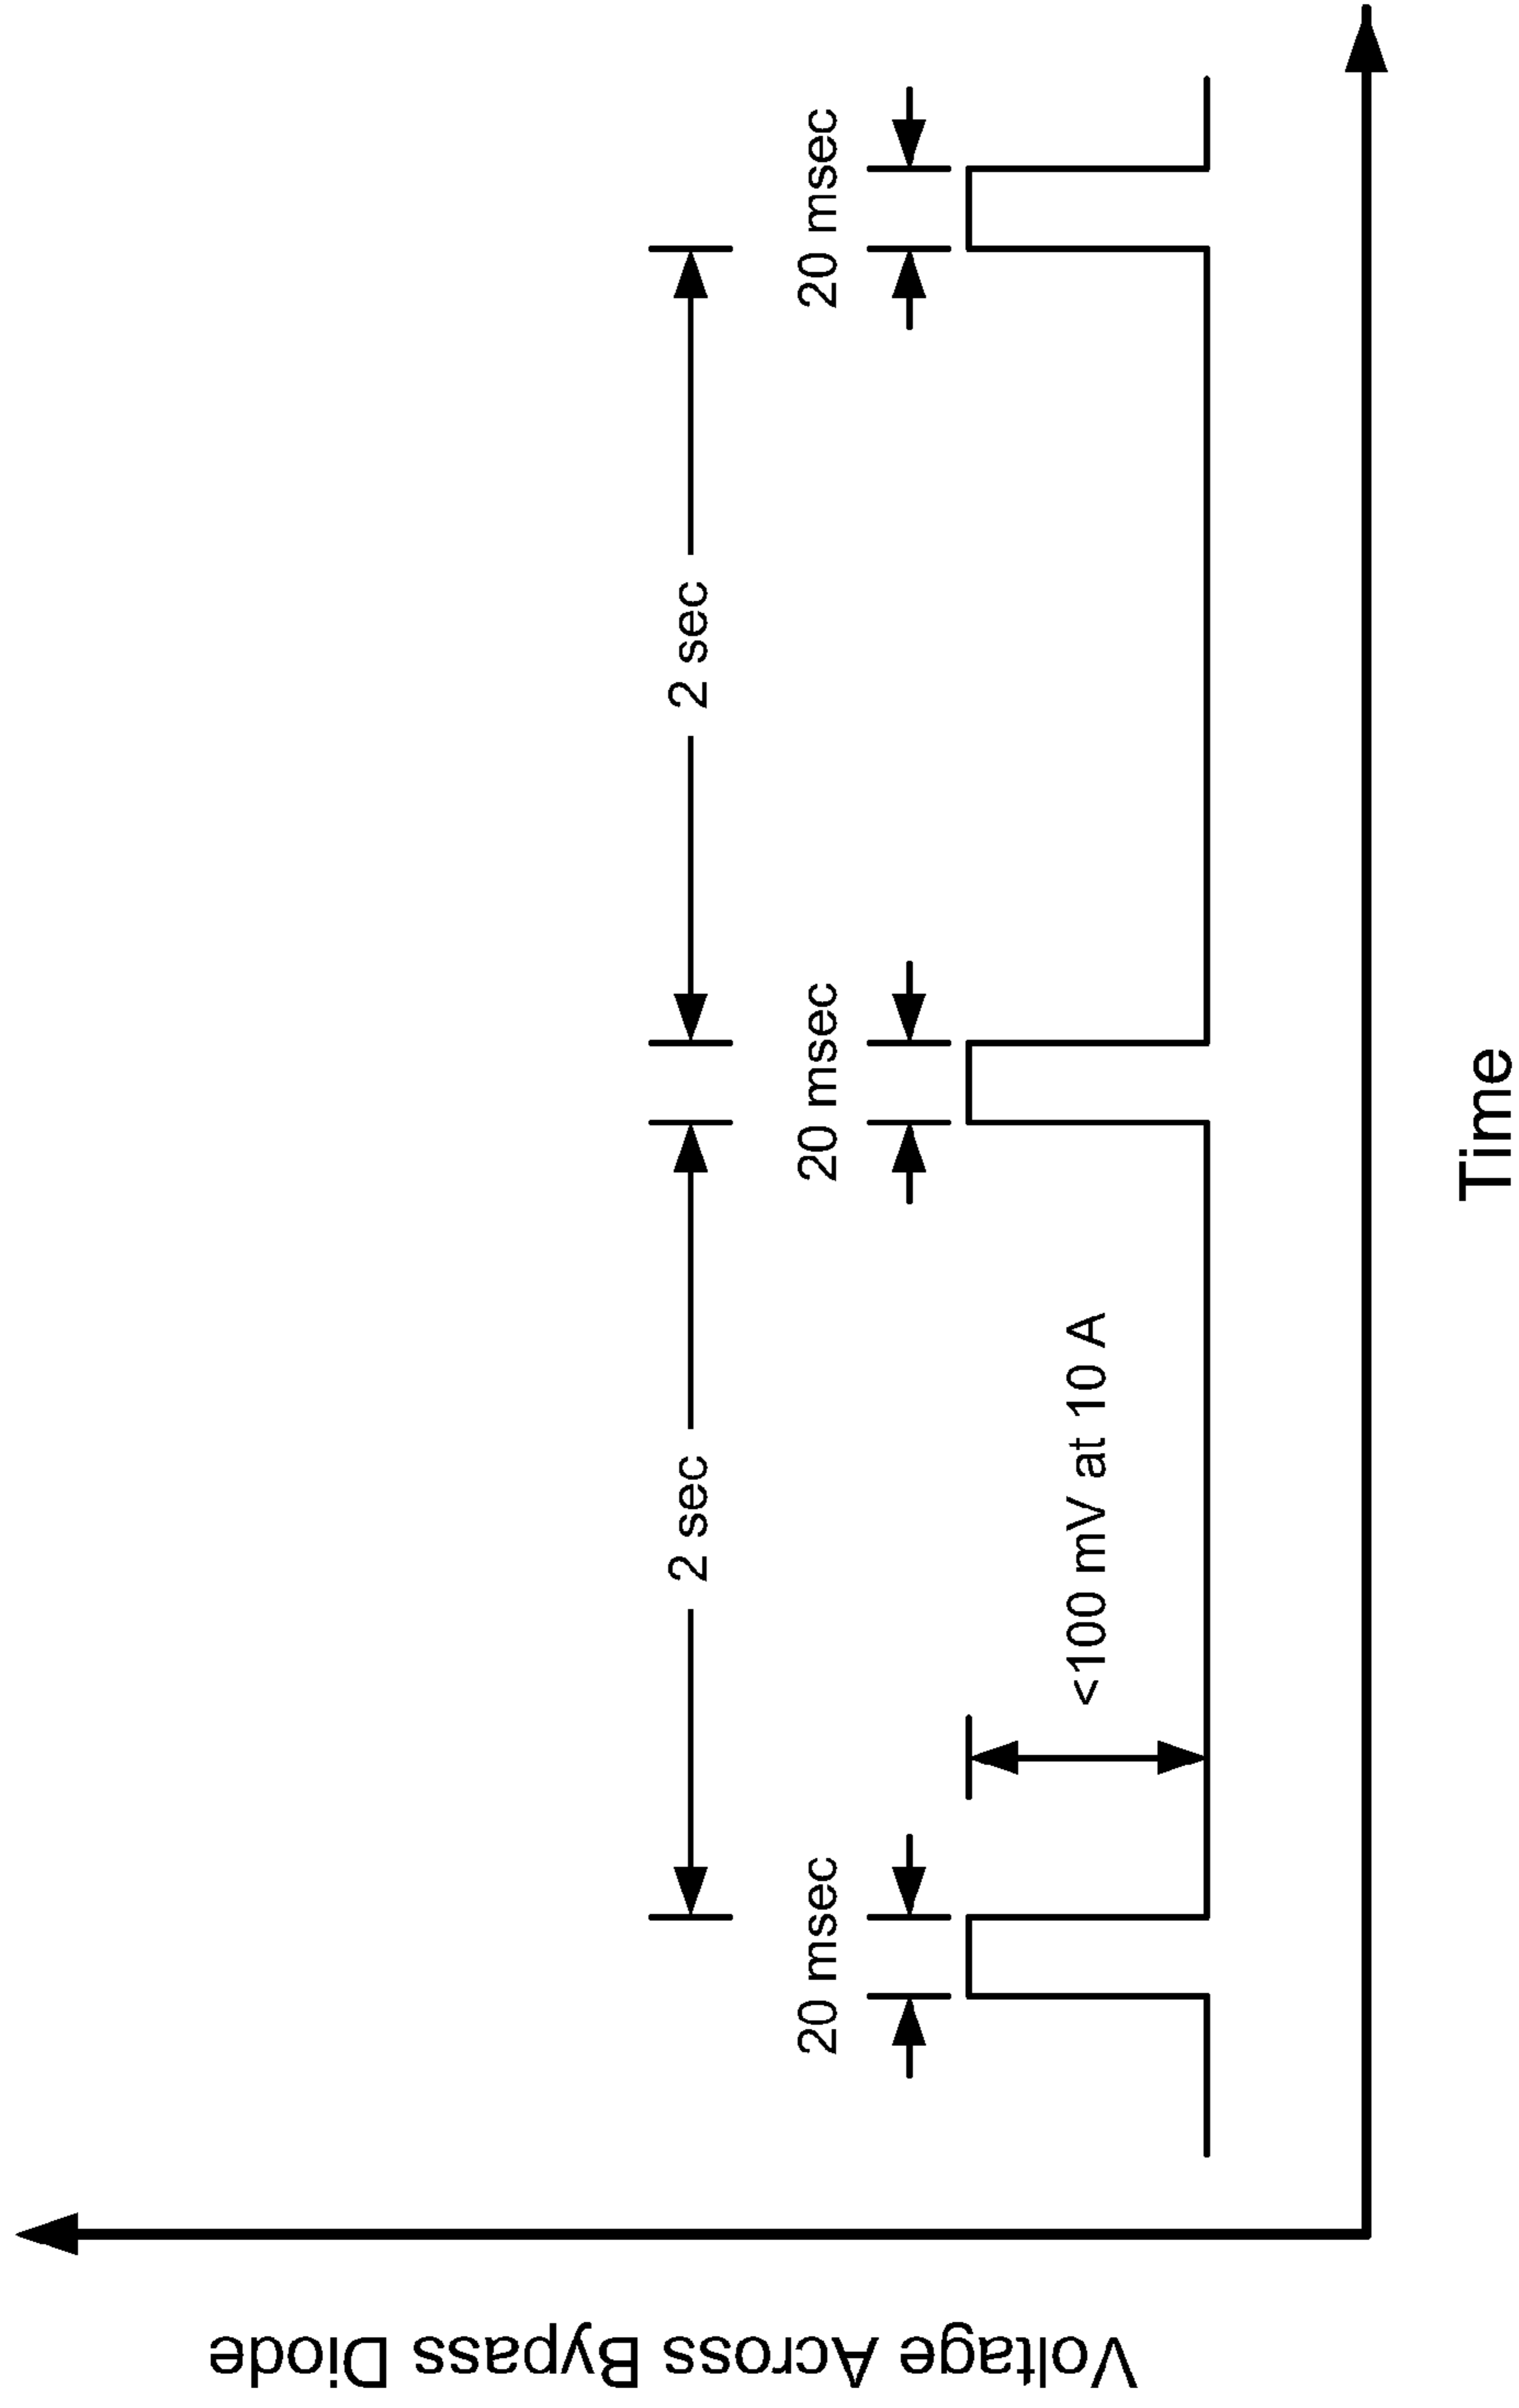 2 sec
2 sec
20 msec
20 msec
20 msec
<100 mV at 10 A
Voltage Across Bypass Diode
Time